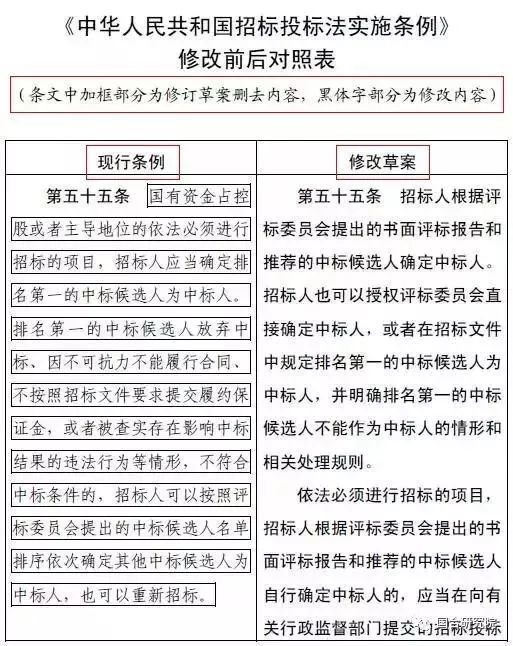 《中华人民共和国招标投标法实施条例》
修改前后对照表
（条文中加框部分为修订草案删去内容，黑体字部分为修改内容）
现行条例
第五十五条 国有资金占控
股或者主导地位的依法必须进行
招标的项目，招标人应当确定排
名第一的中标候选人为中标人。
排名第一的中标候选人放弃中
标、因不可抗力不能履行合同、
不按照招标文件要求提交履约保
证金，或者被查实存在影响中标
结果的违法行为等情形，不符合
中标条件的，招标人可以按照评
标委员会提出的中标候选人名单
排序依次确定其他中标候选人为
中标人，也可以重新招标。
修改草案
第五十五条 招标人根据评
标委员会提出的书面评标报告和
推荐的中标候选人确定中标人。
招标人也可以授权评标委员会直
接确定中标人，或者在招标文件
中规定排名第一的中标候选人为
中标人，并明确排名第一的中标
候选人不能作为中标人的情形和
相关处理规则。
依法必须进行招标的项目，
招标人根据评标委员会提出的书
面评标报告和推荐的中标候选人
自行确定中标人的，应当在向有
关行政监督部门提交的招标投标